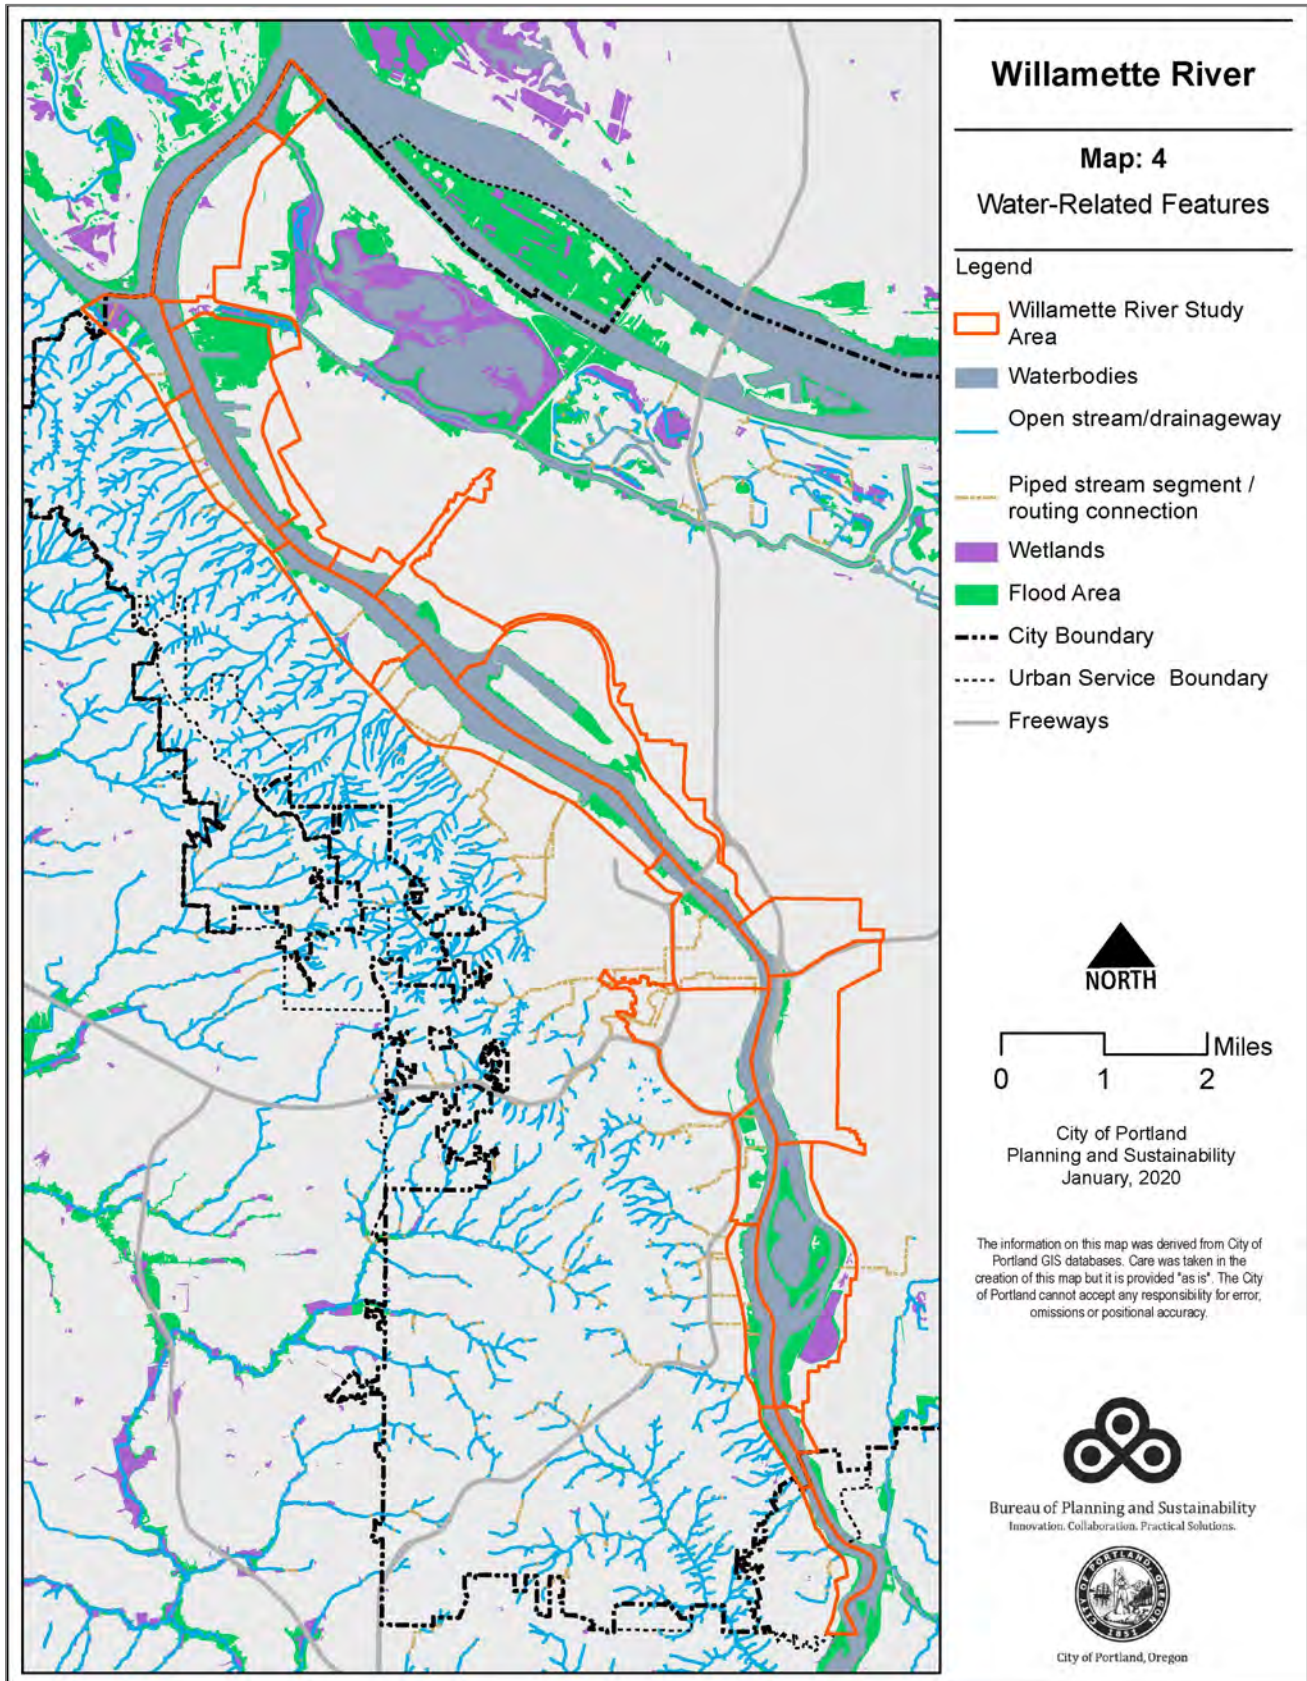 Willamette River
Map: 4
Water-Related Features
Legend
Willamette River Study
Area
Waterbodies
Open stream/drainageway
Piped stream segment /
routing connection
Wetlands
Flood Area
City Boundary
Urban Service Boundary
Freeways
NORTH
Miles
0 1 2
City of Portland
Planning and Sustainability
January, 2020
The information on this map was derived from City of
Portland GIS databases. Care was taken in the
creation of this map but it is provided "as is". The City
of Portland cannot accept any responsibility for error,
omissions or positional accuracy.
Bureau of Planning and Sustainability
Innovation. Collaboration. Practical Solutions.
CITY OF PORTLAND, OREGON
1851
City of Portland, Oregon